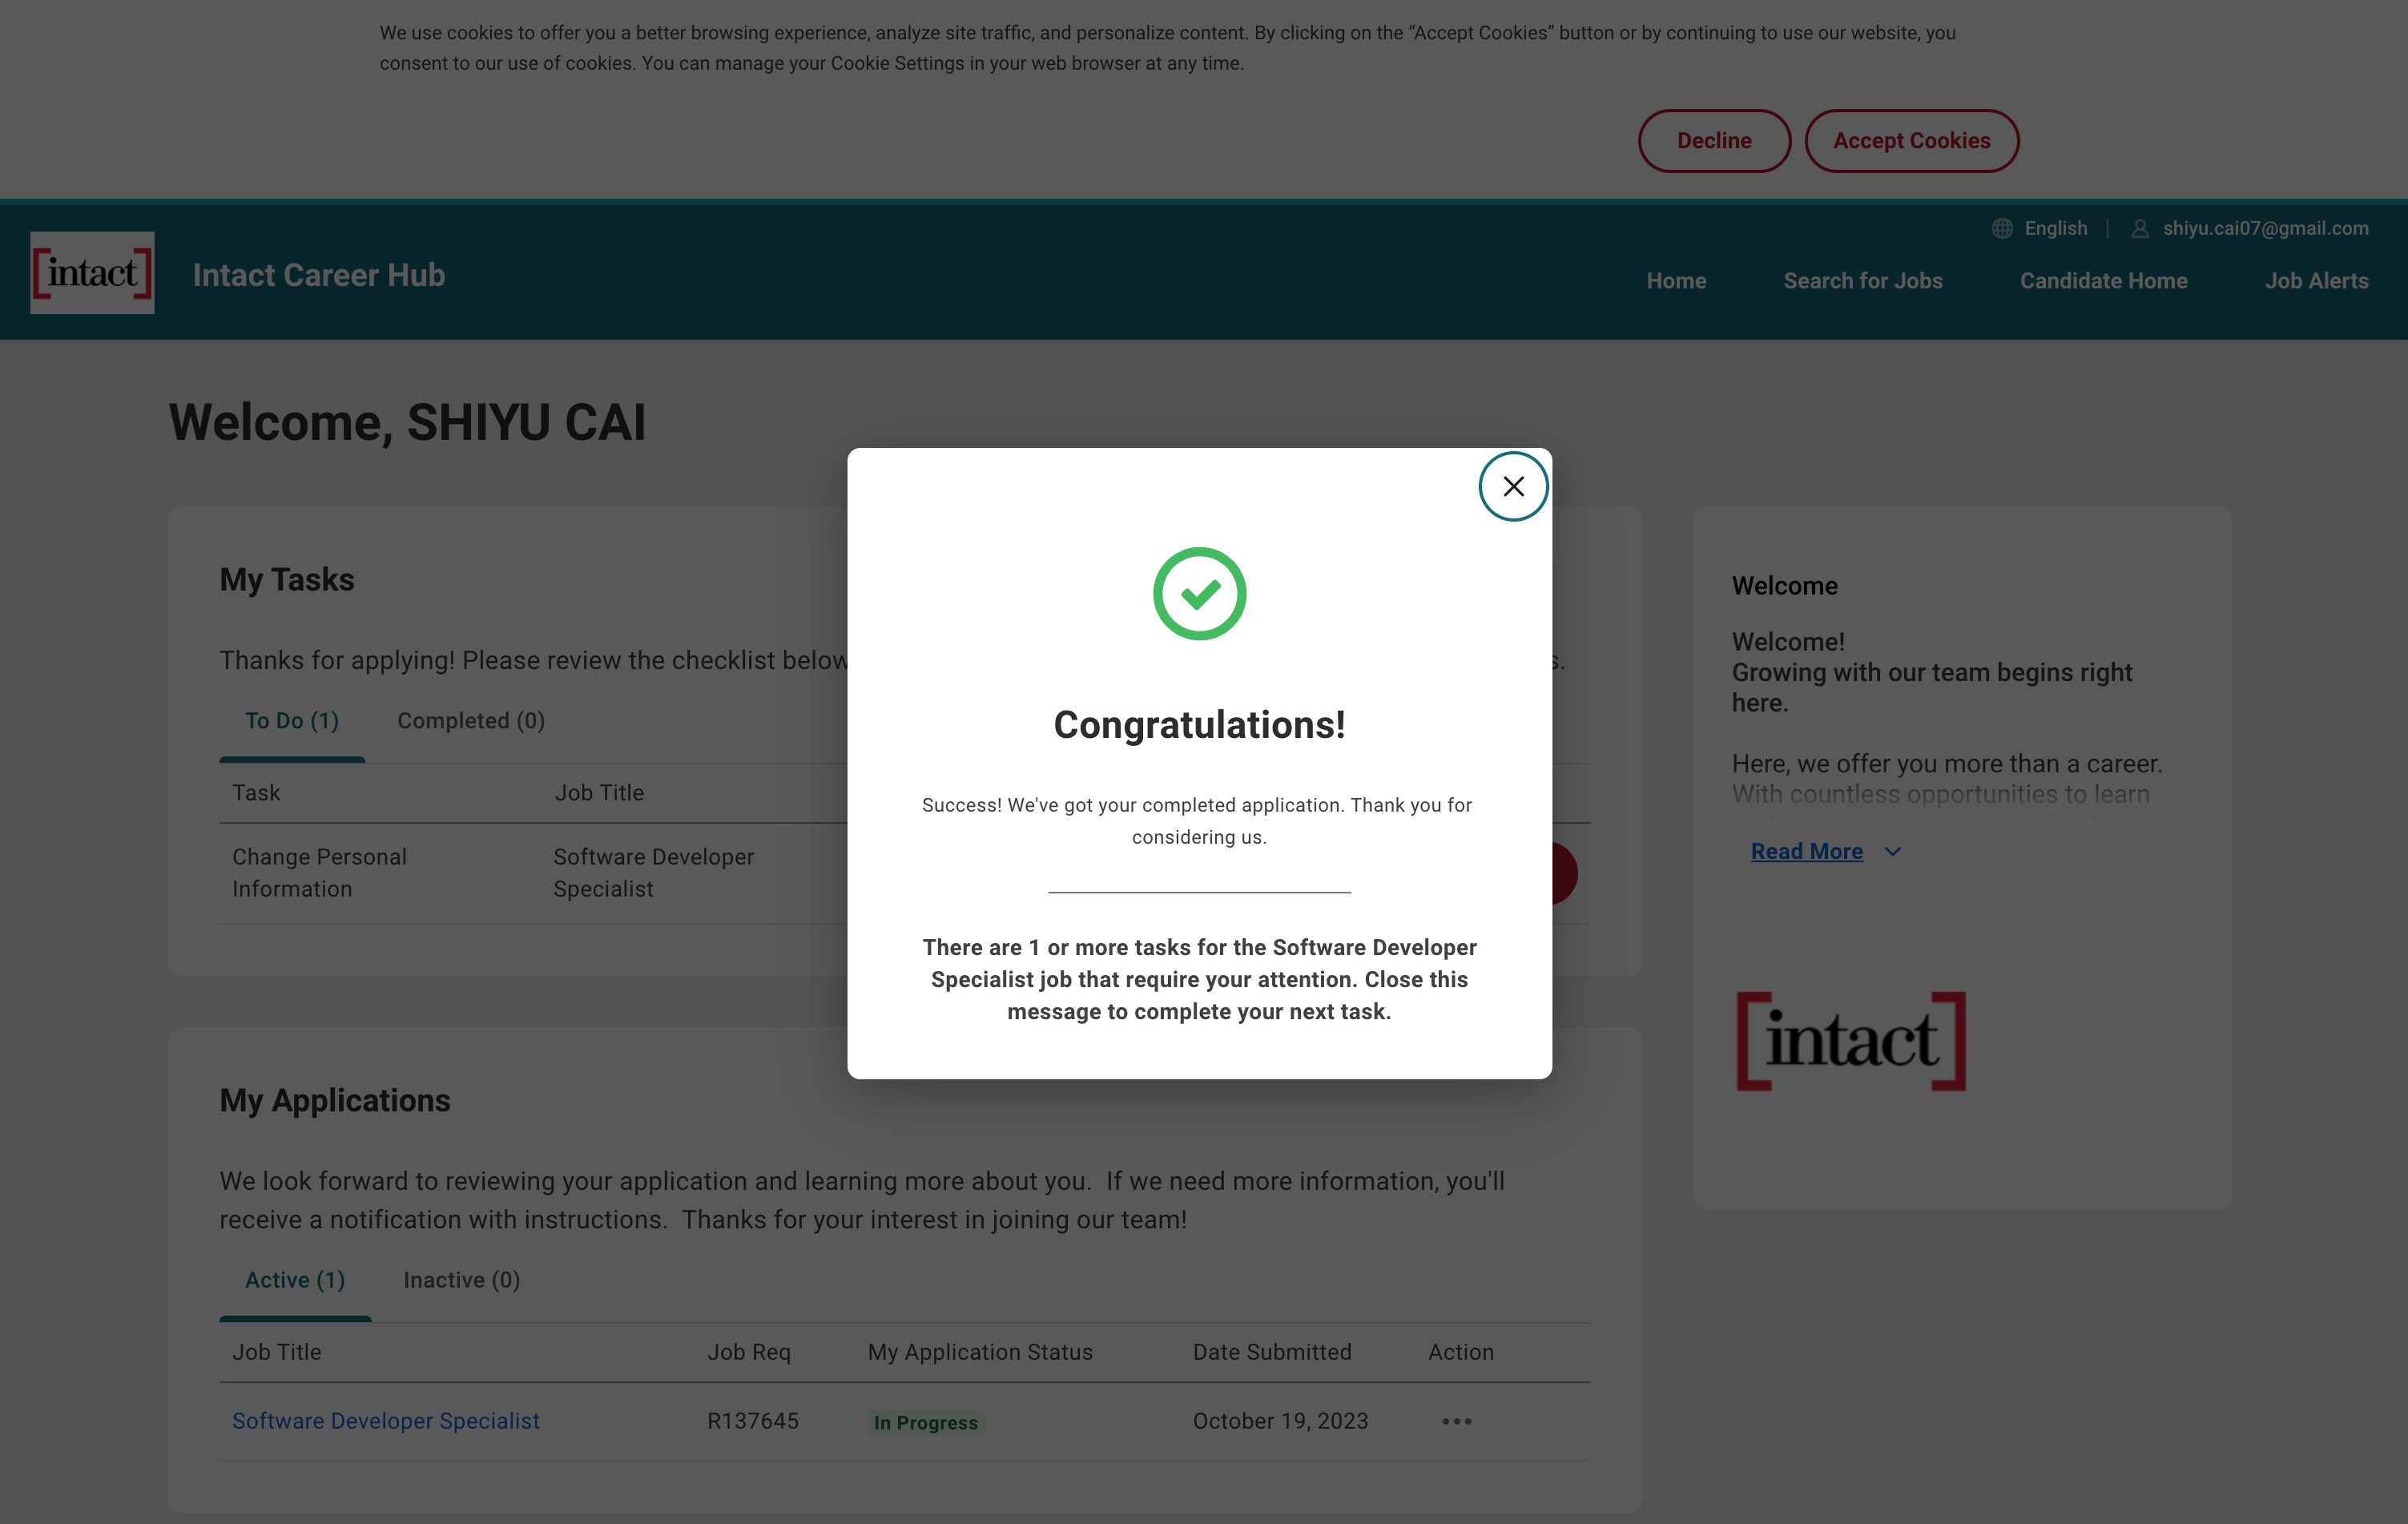 We use cookies to offer you a better browsing experience, analyze site traffic, and personalize content. By clicking on the “Accept Cookies” button or by continuing to use our website, you
consent to our use of cookies. You can manage your Cookie Settings in your web browser at any time.
Decline
Accept Cookies
English
shiyu.cai07@gmail.com
[intact]
Intact Career Hub
Home
Search for Jobs
Candidate Home
Job Alerts
Welcome, SHIYU CAI
My Tasks
Thanks for applying! Please review the checklist below
To Do (1)
Completed (0)
Task
Job Title
Change Personal
Information
Software Developer
Specialist
Congratulations!
Success! We've got your completed application. Thank you for
considering us.
There are 1 or more tasks for the Software Developer
Specialist job that require your attention. Close this
message to complete your next task.
Welcome
Welcome!
Growing with our team begins right
here.
Here, we offer you more than a career.
With countless opportunities to learn
Read More
[intact]
My Applications
We look forward to reviewing your application and learning more about you.  If we need more information, you'll
receive a notification with instructions.  Thanks for your interest in joining our team!
Active (1)
Inactive (0)
Job Title
Job Req
My Application Status
Date Submitted
Action
Software Developer Specialist
R137645
In Progress
October 19, 2023